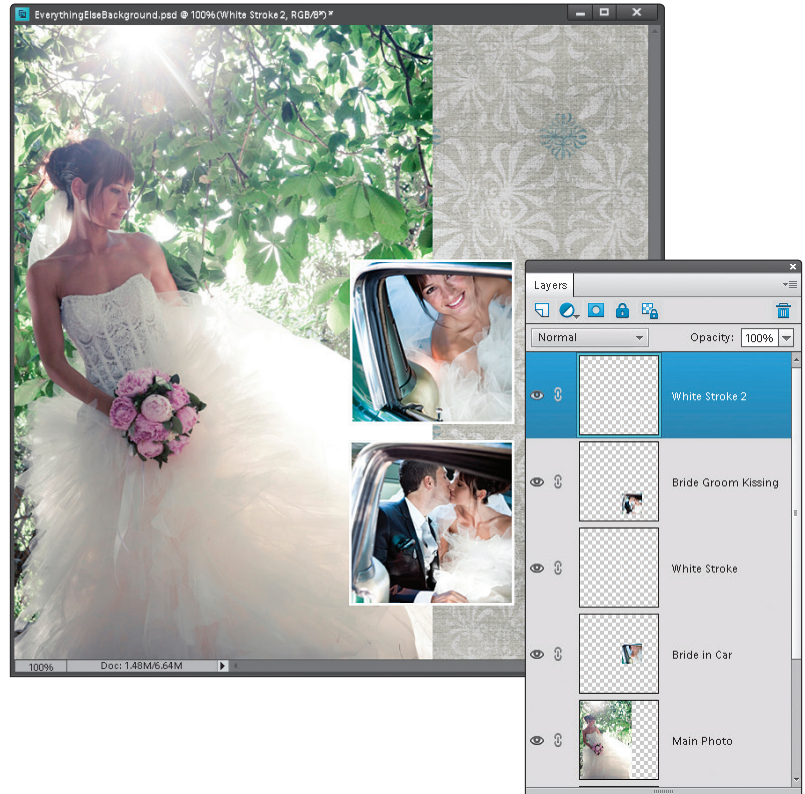 EverythingElseBackground.psd @ 100% (White Stroke 2, RGB/8*) *
Layers
Normal
Opacity: 100%
White Stroke 2
Bride Groom Kissing
White Stroke
Bride in Car
Main Photo
100%
Doc: 1.48M/6.64M